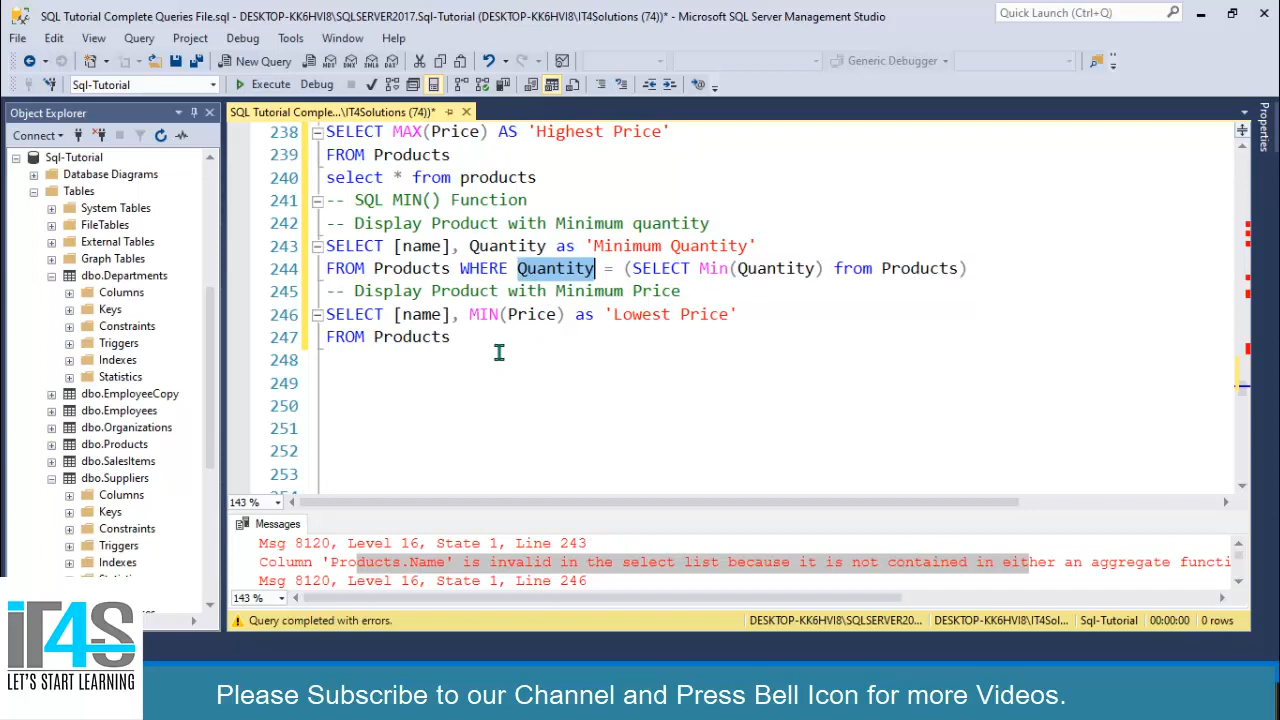 SQL Tutorial Complete Queries File.sql - DESKTOP-KK6HVI8\SQLSERVER2017.Sql-Tutorial (DESKTOP-KK6HVI8\IT4Solutions (74))* - Microsoft SQL Server Management Studio
Quick Launch (Ctrl+Q)
File Edit View Query Project Debug Tools Window Help
New Query
Generic Debugger
Sql-Tutorial
Execute Debug
Object Explorer
SQL Tutorial Comple...\IT4Solutions (74))*
Connect
Properties
Sql-Tutorial
Database Diagrams
Tables
System Tables
FileTables
External Tables
Graph Tables
dbo.Departments
Columns
Keys
Constraints
Triggers
Indexes
Statistics
dbo.EmployeeCopy
dbo.Employees
dbo.Organizations
dbo.Products
dbo.SalesItems
dbo.Suppliers
Columns
Keys
Constraints
Triggers
Indexes
238 SELECT MAX(Price) AS 'Highest Price'
239 FROM Products
240 select * from products
241 -- SQL MIN() Function
242 -- Display Product with Minimum quantity
243 SELECT [name], Quantity as 'Minimum Quantity'
244 FROM Products WHERE Quantity = (SELECT Min(Quantity) from Products)
245 -- Display Product with Minimum Price
246 SELECT [name], MIN(Price) as 'Lowest Price'
247 FROM Products
248
249
250
251
252
253
143 %
Messages
Msg 8120, Level 16, State 1, Line 243
Column 'Products.Name' is invalid in the select list because it is not contained in either an aggregate functi
Msg 8120, Level 16, State 1, Line 246
143 %
Query completed with errors.
DESKTOP-KK6HVI8\SQLSERVER20...
DESKTOP-KK6HVI8\IT4Sol...
Sql-Tutorial
00:00:00
0 rows
iT4S
LET'S START LEARNING
Please Subscribe to our Channel and Press Bell Icon for more Videos.